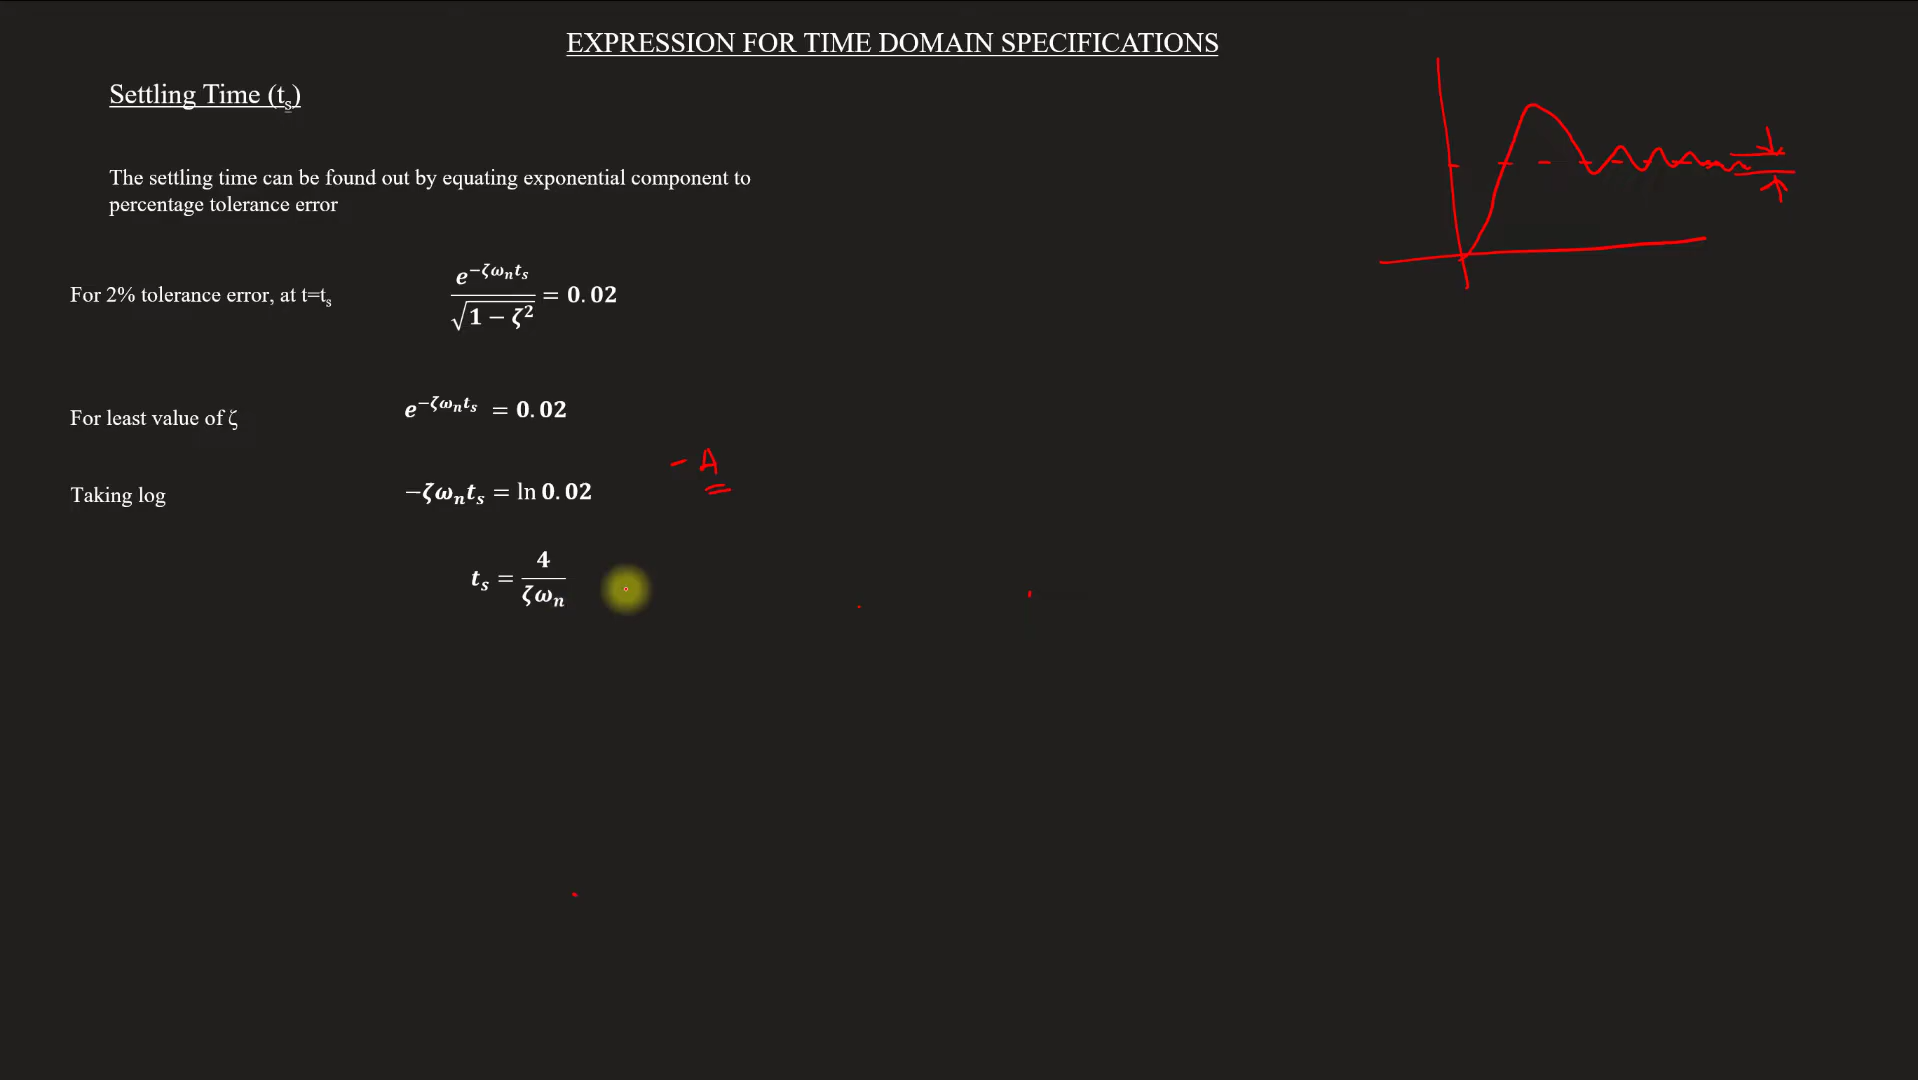 EXPRESSION FOR TIME DOMAIN SPECIFICATIONS
Settling Time (tₛ)
The settling time can be found out by equating exponential component to
percentage tolerance error
For 2% tolerance error, at t=tₛ
e^{-ζωₙtₛ} / √(1 − ζ²) = 0.02
For least value of ζ
e^{-ζωₙtₛ} = 0.02
Taking log
−ζωₙtₛ = ln 0.02
tₛ = 4 / ζωₙ